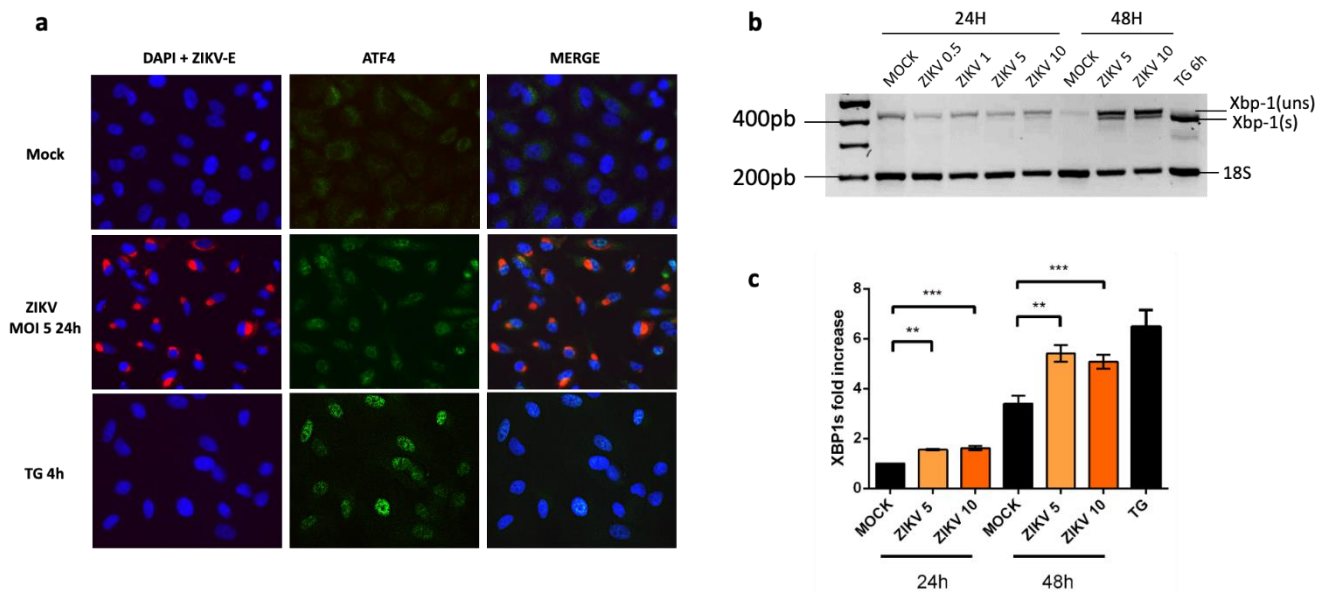 a
DAPI + ZIKV-E
ATF4
MERGE
Mock
ZIKV
MOI 5 24h
TG 4h
b
24H
48H
MOCK
ZIKV 0.5
ZIKV 1
ZIKV 5
ZIKV 10
MOCK
ZIKV 5
ZIKV 10
TG 6h
400pb
200pb
Xbp-1(uns)
Xbp-1(s)
18S
c
XBP1s fold increase
8
6
4
2
0
**
***
**
***
MOCK
ZIKV 5
ZIKV 10
MOCK
ZIKV 5
ZIKV 10
TG
24h
48h